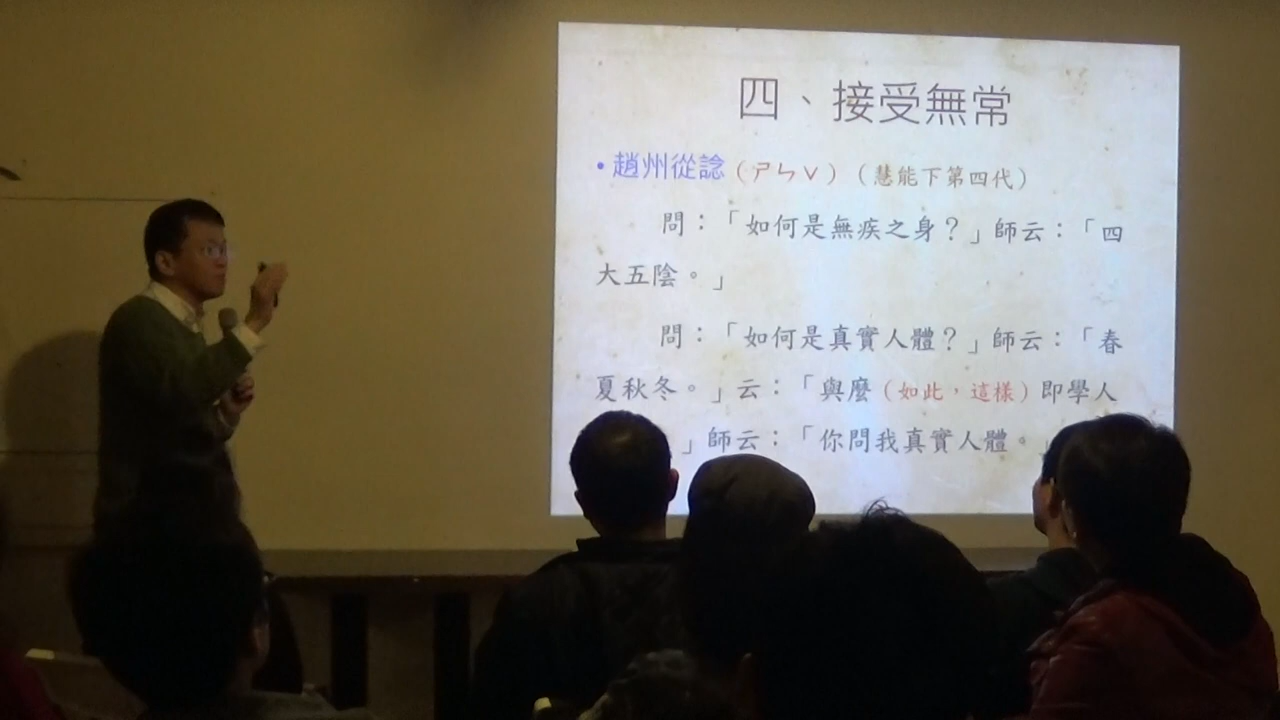 四、接受無常
•趙州從諗（ㄕㄣˇ）（慧能下第四代）
問：「如何是無疾之身？」師云：「四
大五陰。」
問：「如何是真實人體？」師云：「春
夏秋冬。」云：「與麼（如此，這樣）即學人
」師云：「你問我真實人體。